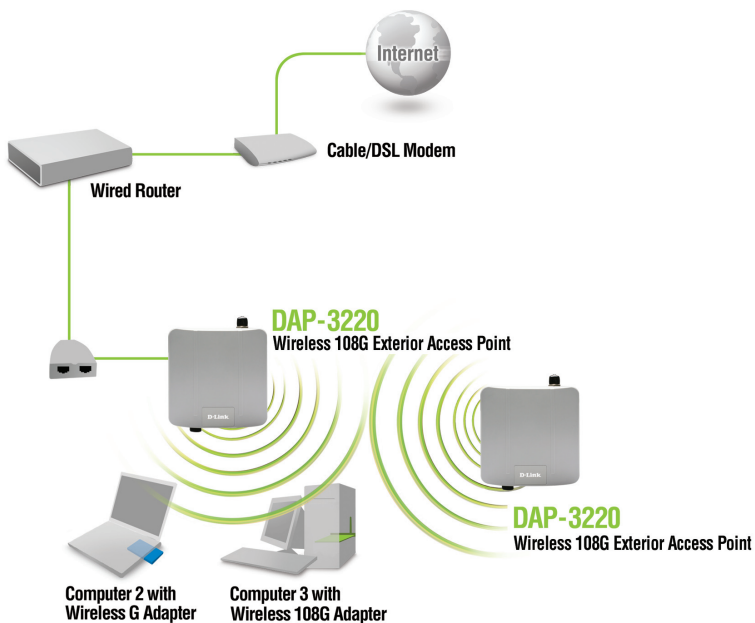 Internet
Cable/DSL Modem
Wired Router
DAP-3220
Wireless 108G Exterior Access Point
D-Link
D-Link
DAP-3220
Wireless 108G Exterior Access Point
Computer 2 with
Wireless G Adapter
Computer 3 with
Wireless 108G Adapter